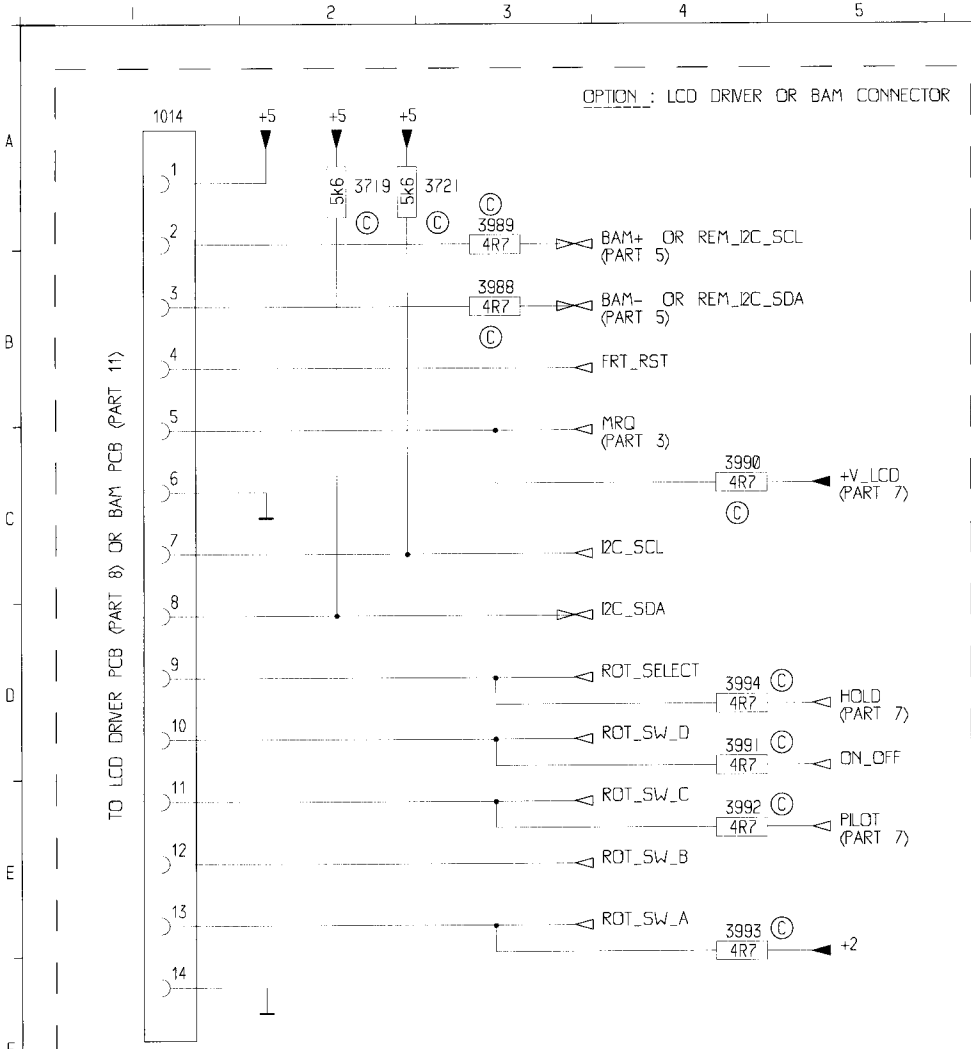 1 2 3 4 5
OPTION : LCD DRIVER OR BAM CONNECTOR
1014 +5 +5 +5
A
1
5k6 3719 5k6 3721
C C C
3989
2 4R7 BAM+ OR REM_I2C_SCL
(PART 5)
3988
3 4R7 BAM- OR REM_I2C_SDA
(PART 5)
B C
4 FRT_RST
TO LCD DRIVER PCB (PART 8) OR BAM PCB (PART 11)
5 MRQ
(PART 3)
3990
6 4R7 +V_LCD
(PART 7)
C C
7 I2C_SCL
8 I2C_SDA
9 ROT_SELECT
D 3994 C
4R7 HOLD
(PART 7)
10 ROT_SW_D
3991 C
4R7 ON_OFF
11 ROT_SW_C
3992 C
4R7 PILOT
(PART 7)
E
12 ROT_SW_B
13 ROT_SW_A
3993 C
4R7 +2
14